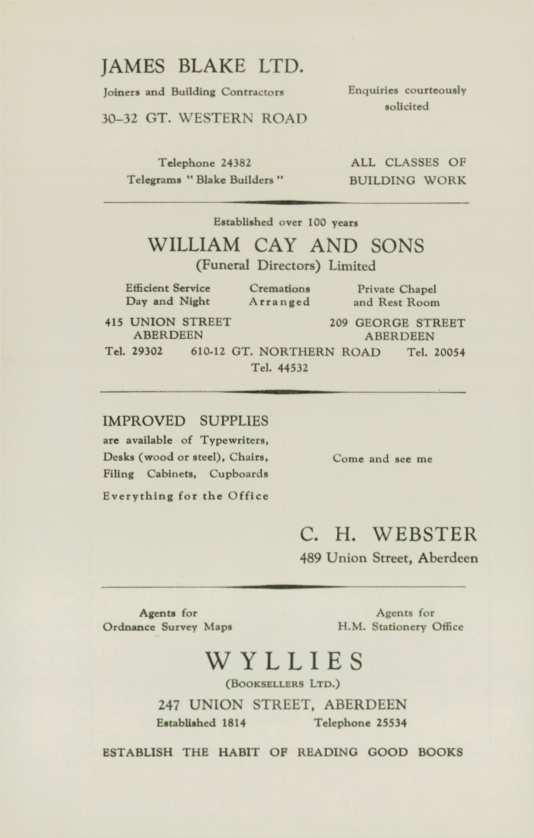 JAMES BLAKE LTD.
Joiners and Building Contractors
30–32 GT. WESTERN ROAD
Enquiries courteously
solicited
Telephone 24382
Telegrams " Blake Builders "
ALL CLASSES OF
BUILDING WORK
Established over 100 years
WILLIAM CAY AND SONS
(Funeral Directors) Limited
Efficient Service
Day and Night
Cremations
Arranged
Private Chapel
and Rest Room
415 UNION STREET
ABERDEEN
209 GEORGE STREET
ABERDEEN
Tel. 29302 610-12 GT. NORTHERN ROAD Tel. 20054
Tel. 44532
IMPROVED SUPPLIES
are available of Typewriters,
Desks (wood or steel), Chairs,
Filing Cabinets, Cupboards
Everything for the Office
Come and see me
C. H. WEBSTER
489 Union Street, Aberdeen
Agents for
Ordnance Survey Maps
Agents for
H.M. Stationery Office
WYLLIES
(BOOKSELLERS LTD.)
247 UNION STREET, ABERDEEN
Established 1814 Telephone 25534
ESTABLISH THE HABIT OF READING GOOD BOOKS